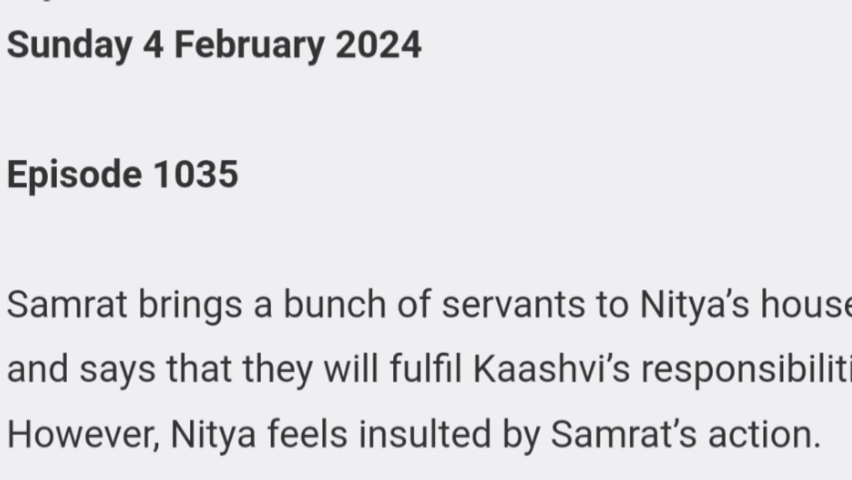 Sunday 4 February 2024
Episode 1035
Samrat brings a bunch of servants to Nitya’s house
and says that they will fulfil Kaashvi’s
However, Nitya feels insulted by Samrat’s action.